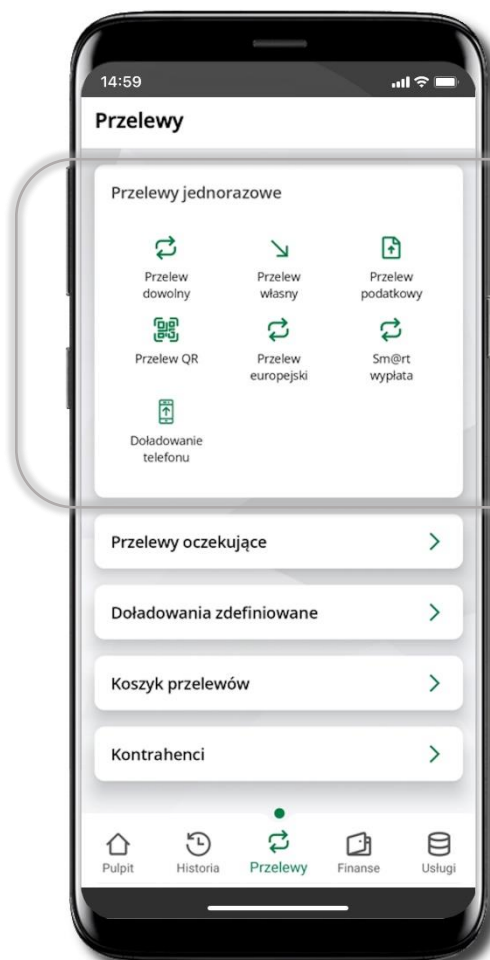 14:59
Przelewy
Przelewy jednorazowe
Przelew
dowolny
Przelew
własny
Przelew
podatkowy
Przelew QR
Przelew
europejski
Sm@rt
wypłata
Doładowanie
telefonu
Przelewy oczekujące
Doładowania zdefiniowane
Koszyk przelewów
Kontrahenci
Pulpit
Historia
Przelewy
Finanse
Usługi